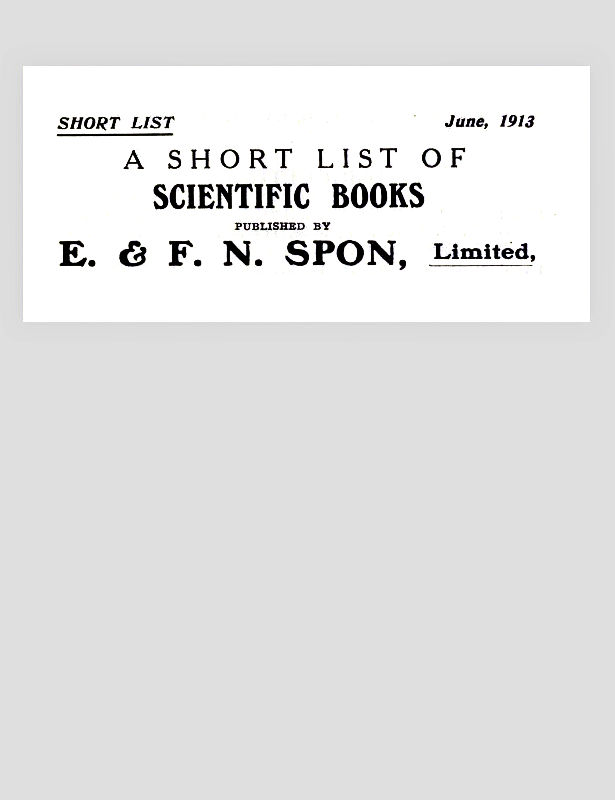 SHORT LIST June, 1913
A SHORT LIST OF
SCIENTIFIC BOOKS
PUBLISHED BY
E. & F. N. SPON, Limited,